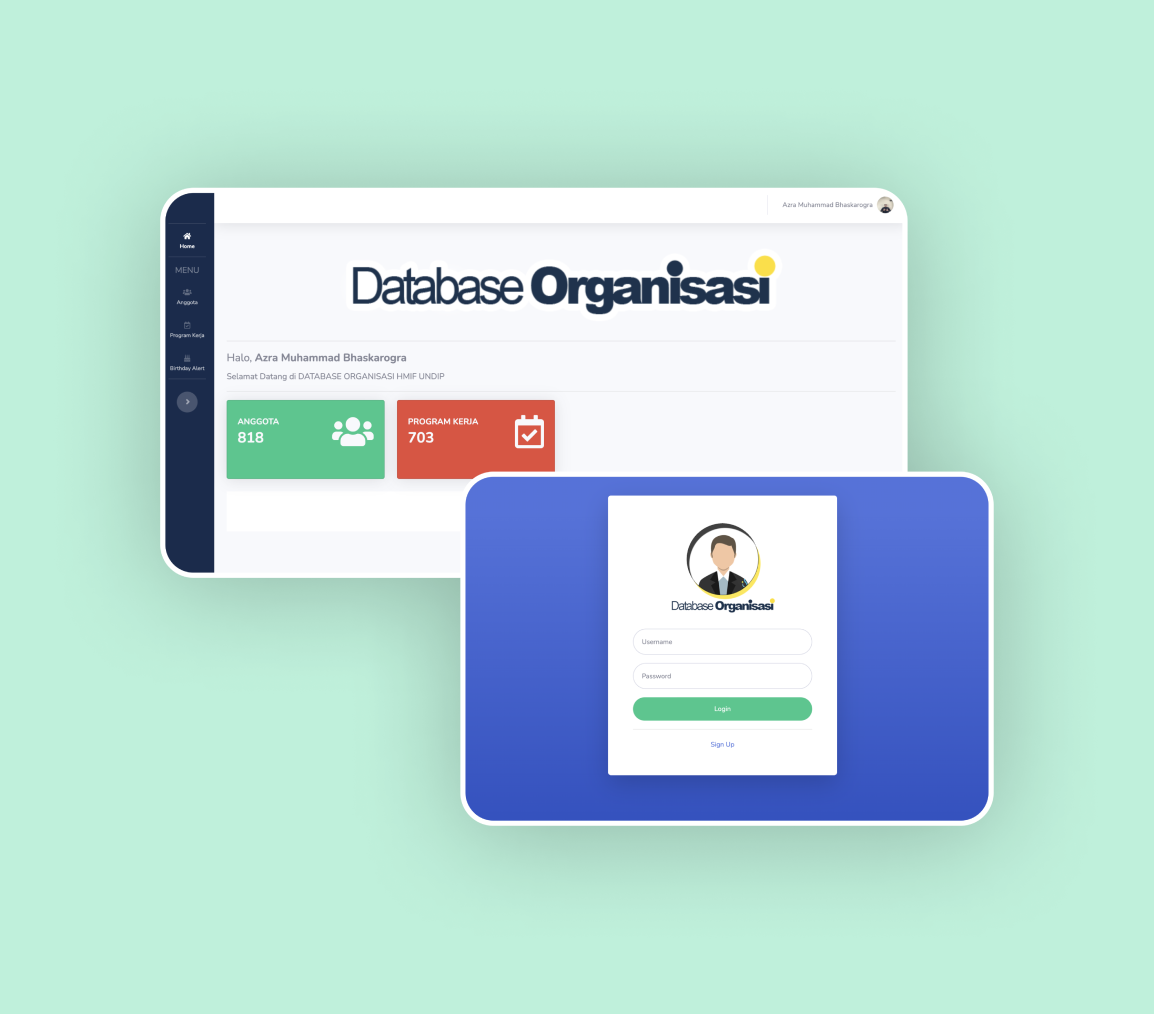 Azra Muhammad Bhaskarogra
Home
MENU
Anggota
Program Kerja
Birthday Alert
Database Organisasi
Halo, Azra Muhammad Bhaskarogra
Selamat Datang di DATABASE ORGANISASI HMIF UNDIP
ANGGOTA
818
PROGRAM KERJA
703
Database Organisasi
Username
Password
Login
Sign Up